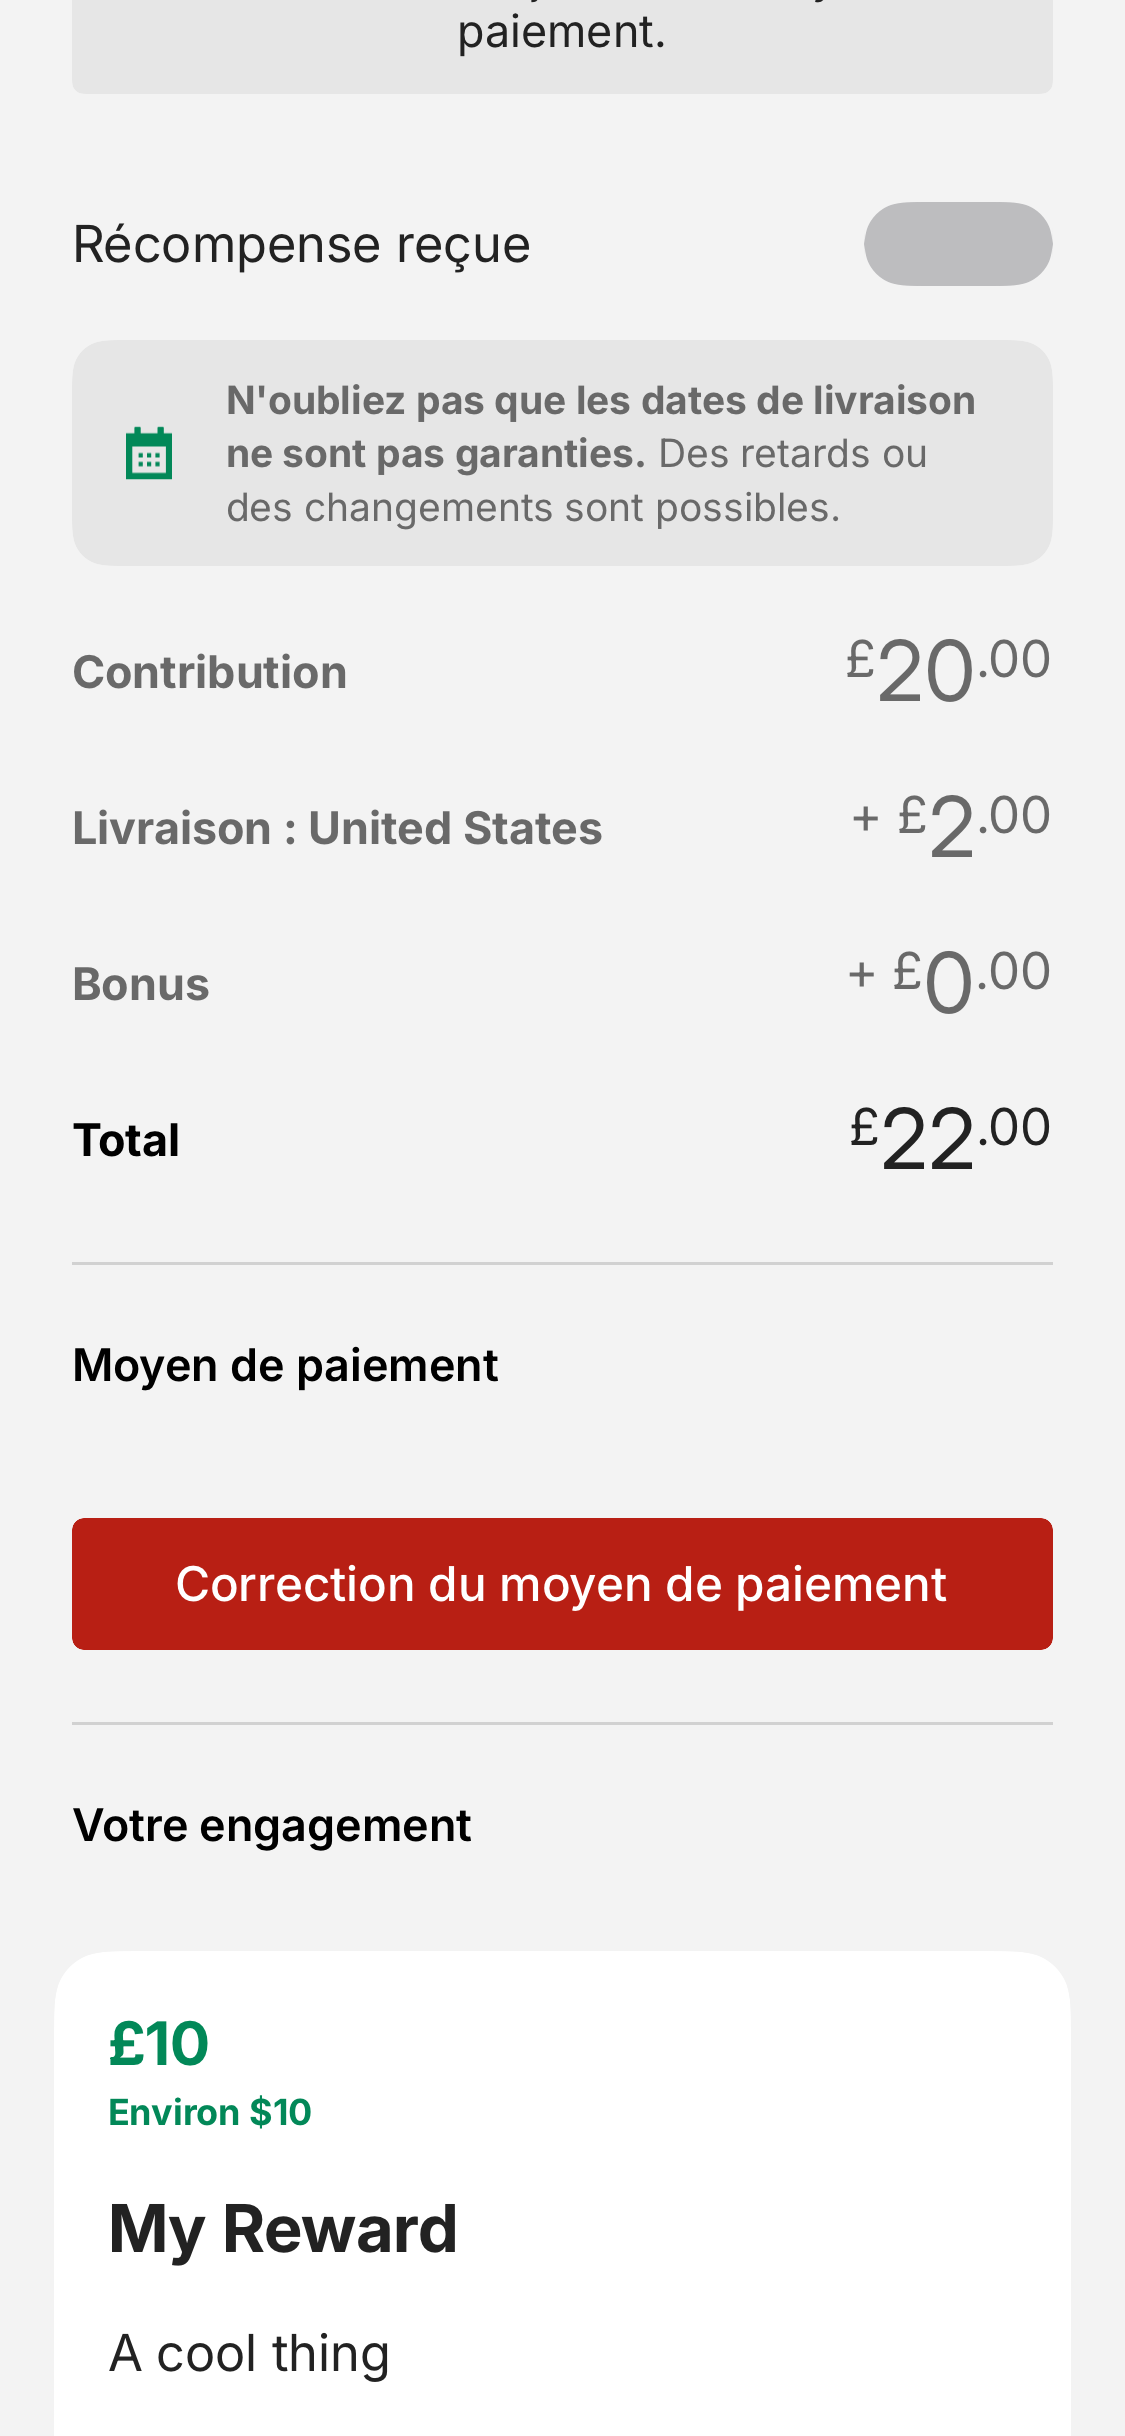 paiement.
Récompense reçue
N'oubliez pas que les dates de livraison
ne sont pas garanties. Des retards ou
des changements sont possibles.
Contribution £20.00
Livraison : United States + £2.00
Bonus + £0.00
Total £22.00
Moyen de paiement
Correction du moyen de paiement
Votre engagement
£10
Environ $10
My Reward
A cool thing